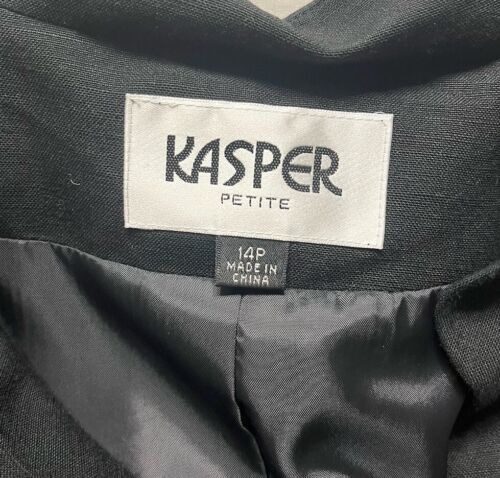 KASPER
PETITE
14P
MADE IN
CHINA